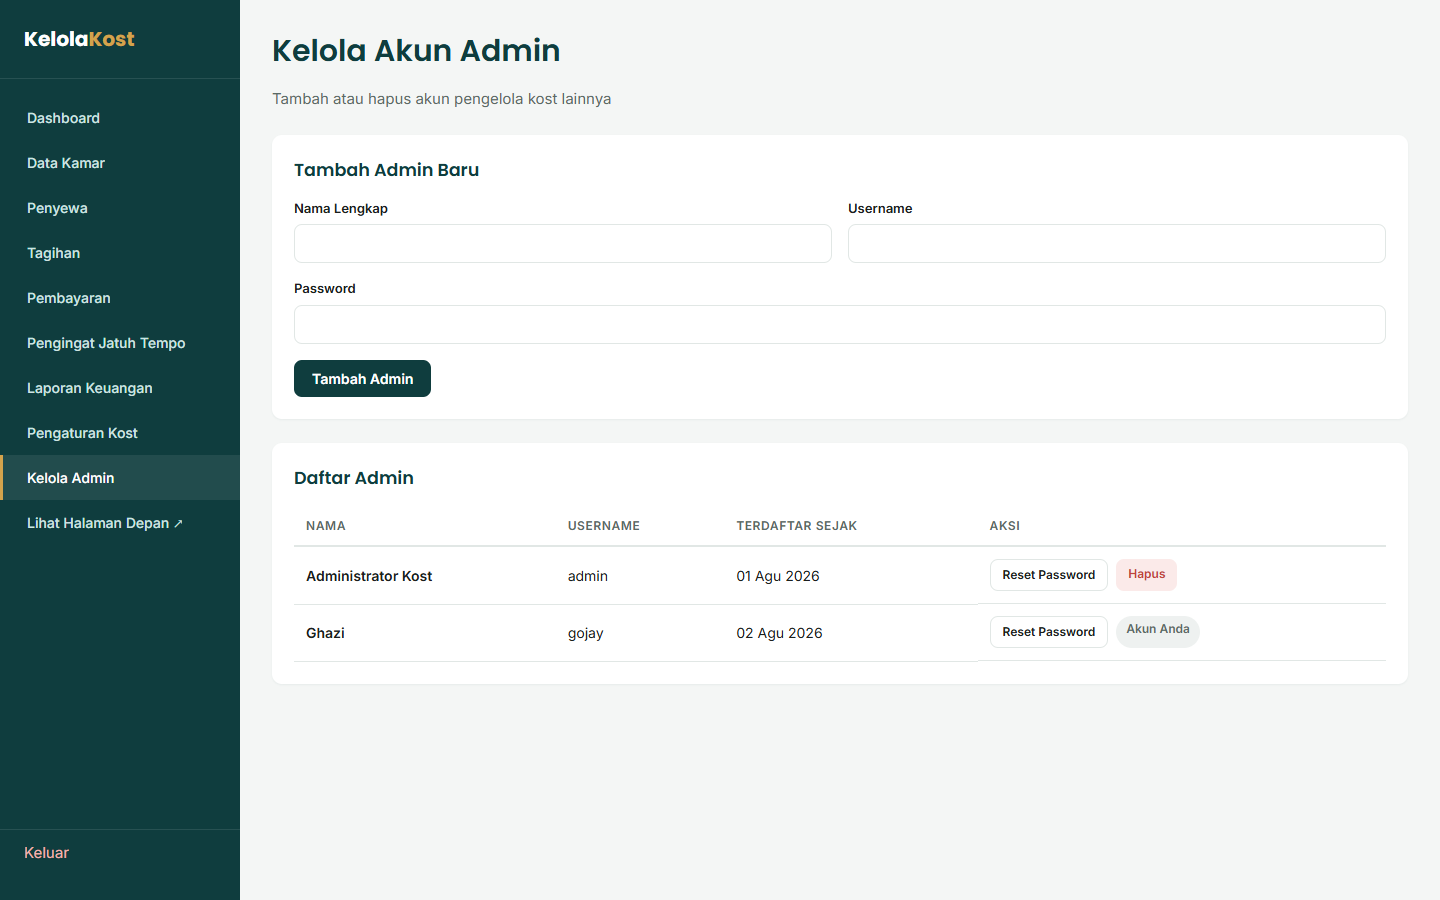 KelolaKost
Dashboard
Data Kamar
Penyewa
Tagihan
Pembayaran
Pengingat Jatuh Tempo
Laporan Keuangan
Pengaturan Kost
Kelola Admin
Lihat Halaman Depan ↗
Keluar
Kelola Akun Admin
Tambah atau hapus akun pengelola kost lainnya
Tambah Admin Baru
Nama Lengkap Username
Password
Tambah Admin
Daftar Admin
NAMA USERNAME TERDAFTAR SEJAK AKSI
Administrator Kost admin 01 Agu 2026 Reset Password Hapus
Ghazi gojay 02 Agu 2026 Reset Password Akun Anda